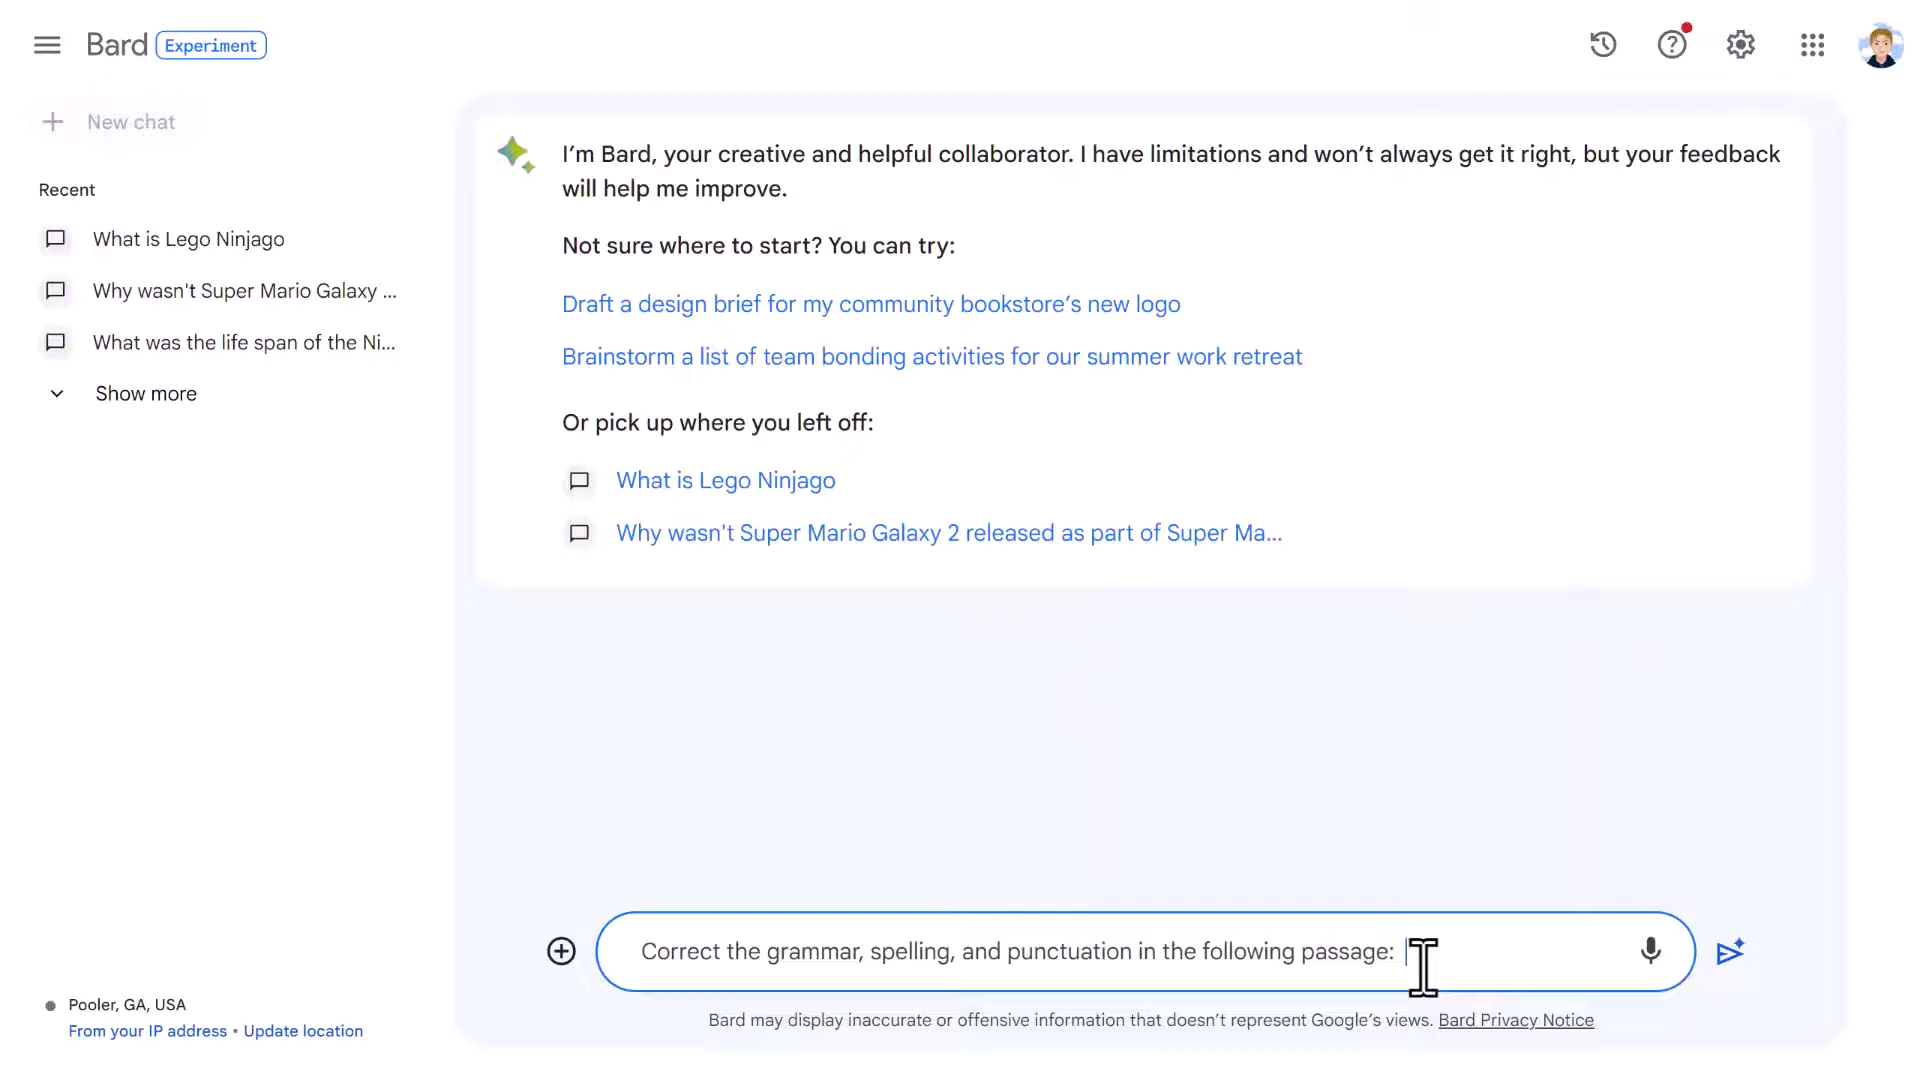 Bard Experiment
New chat
Recent
What is Lego Ninjago
Why wasn't Super Mario Galaxy ...
What was the life span of the Ni...
Show more
I’m Bard, your creative and helpful collaborator. I have limitations and won’t always get it right, but your feedback
will help me improve.
Not sure where to start? You can try:
Draft a design brief for my community bookstore’s new logo
Brainstorm a list of team bonding activities for our summer work retreat
Or pick up where you left off:
What is Lego Ninjago
Why wasn't Super Mario Galaxy 2 released as part of Super Ma...
Correct the grammar, spelling, and punctuation in the following passage:
Bard may display inaccurate or offensive information that doesn’t represent Google’s views. Bard Privacy Notice
Pooler, GA, USA
From your IP address • Update location